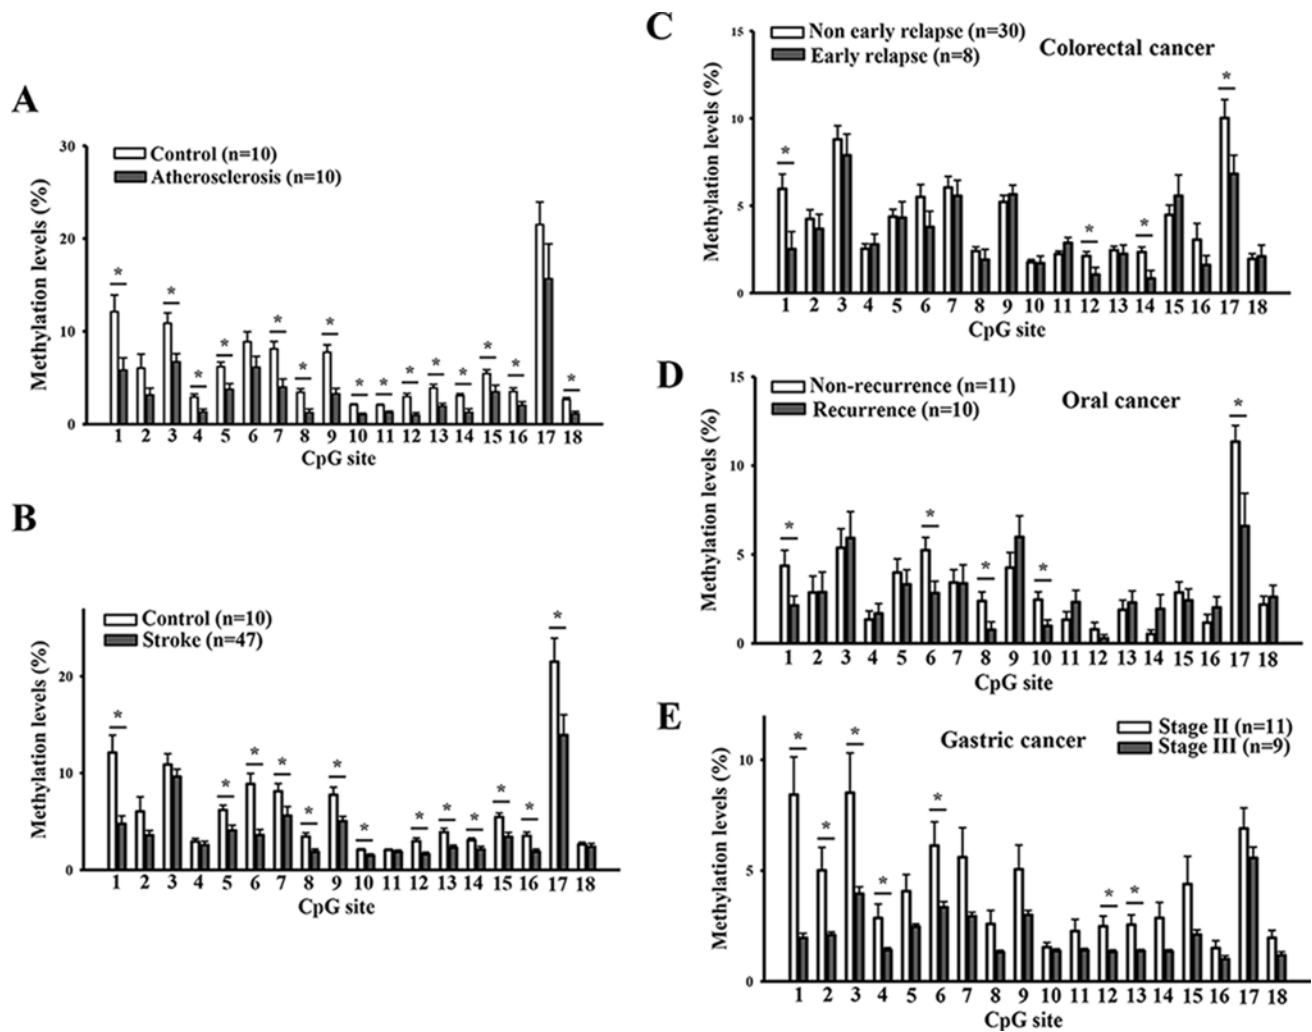 A
Control (n=10)
Atherosclerosis (n=10)
Methylation levels (%)
30
20
10
0
* * * * * * * * * * * * * * *
1 2 3 4 5 6 7 8 9 10 11 12 13 14 15 16 17 18
CpG site
B
Control (n=10)
Stroke (n=47)
Methylation levels (%)
20
10
0
* * * * * * * * * * * * *
1 2 3 4 5 6 7 8 9 10 11 12 13 14 15 16 17 18
CpG site
C
Non early relapse (n=30)
Early relapse (n=8)
Colorectal cancer
Methylation levels (%)
15
10
5
0
* * * *
1 2 3 4 5 6 7 8 9 10 11 12 13 14 15 16 17 18
CpG site
D
Non-recurrence (n=11)
Recurrence (n=10)
Oral cancer
Methylation levels (%)
15
10
5
0
* * * * *
1 2 3 4 5 6 7 8 9 10 11 12 13 14 15 16 17 18
CpG site
E
Gastric cancer
Stage II (n=11)
Stage III (n=9)
Methylation levels (%)
10
5
0
* * * * * * *
1 2 3 4 5 6 7 8 9 10 11 12 13 14 15 16 17 18
CpG site